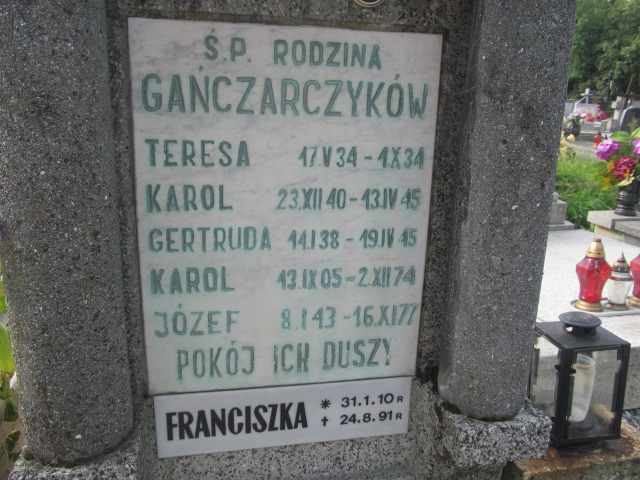 Ś.P. RODZINA
GAŃCZARCZYKÓW
TERESA 17.V 34 - 1.X 34
KAROL 23.XII 40 - 13.IV 45
GERTRUDA 14.I 38 - 19.IV 45
KAROL 13.IX 05 - 2.XII 74
JÓZEF 8.I 43 - 16.XI 77
POKÓJ ICH DUSZY
FRANCISZKA * 31.1.10 R
† 24.8.91 R